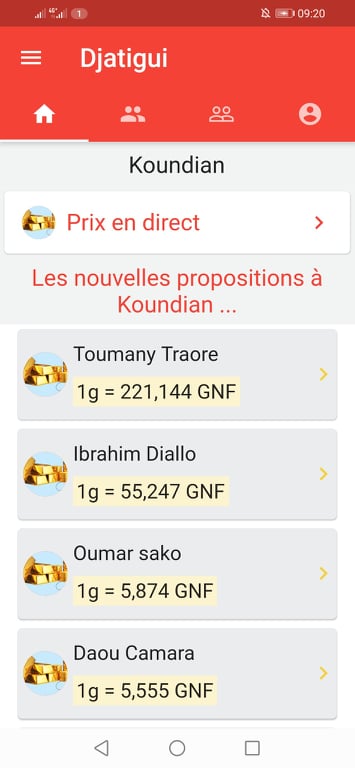 4G+ 1 09:20
Djatigui
Koundian
Prix en direct
Les nouvelles propositions à
Koundian ...
Toumany Traore
1g = 221,144 GNF
Ibrahim Diallo
1g = 55,247 GNF
Oumar sako
1g = 5,874 GNF
Daou Camara
1g = 5,555 GNF